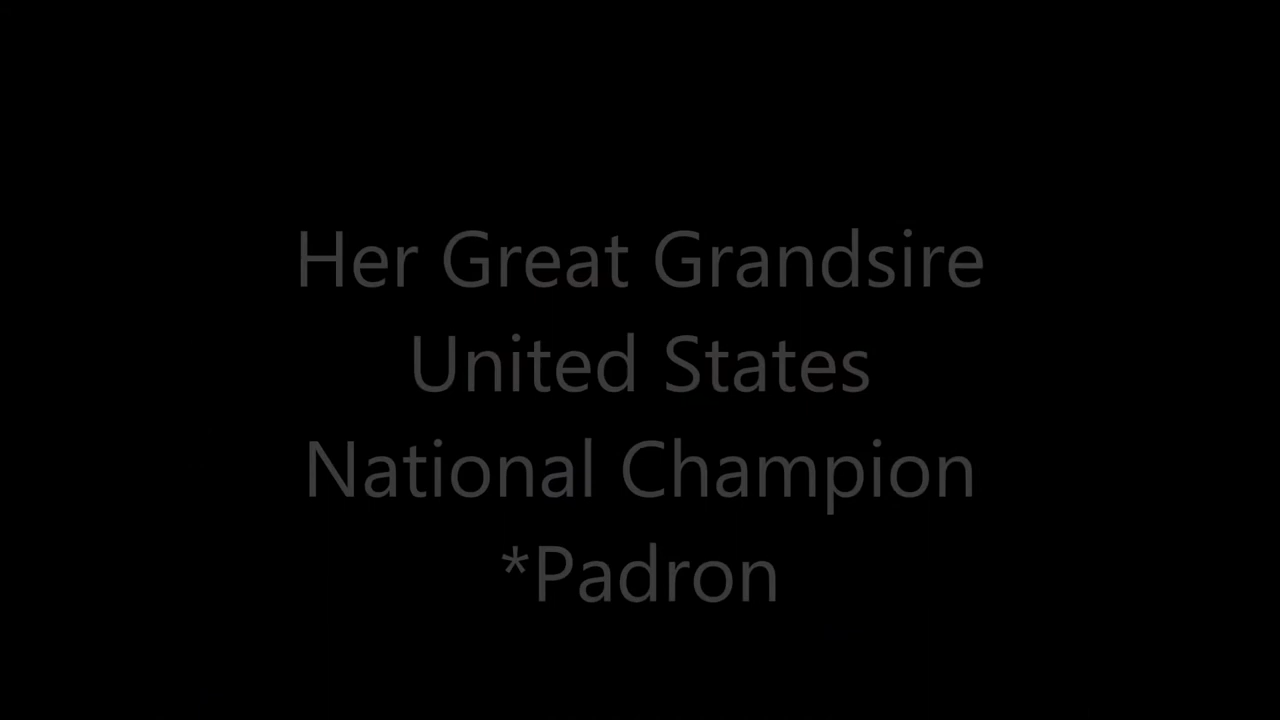 Her Great Grandsire
United States
National Champion
*Padron